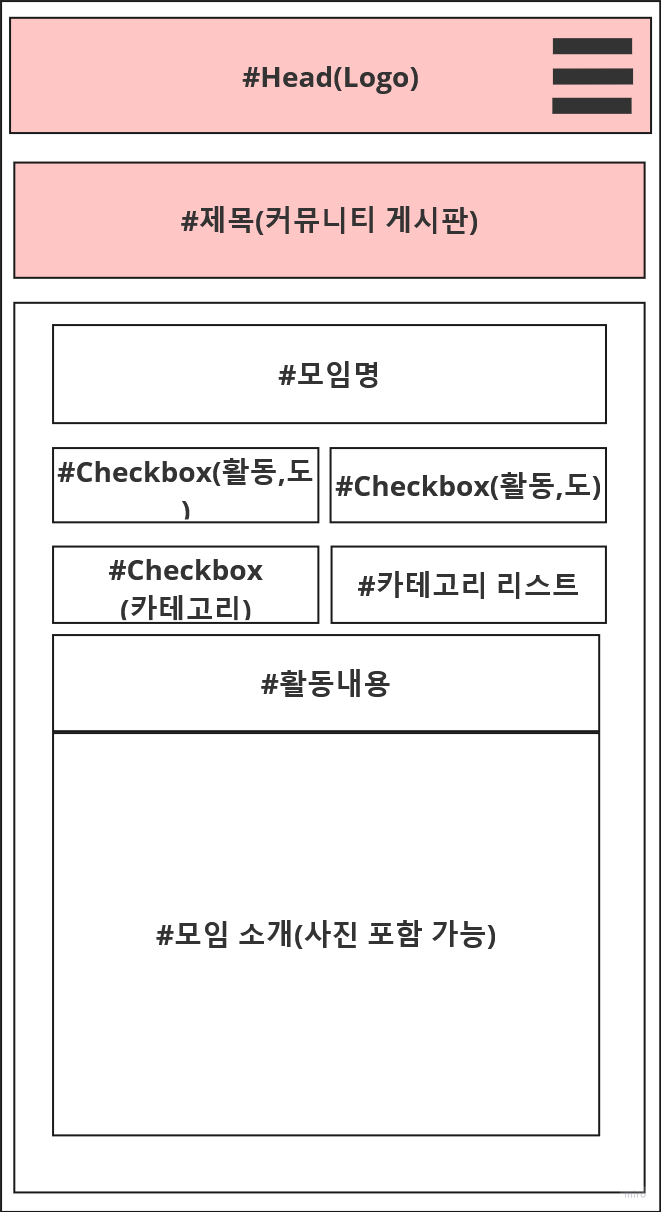 #Head(Logo)
#제목(커뮤니티 게시판)
#모임명
#Checkbox(활동,도
)
#Checkbox(활동,도)
#Checkbox
(카테고리)
#카테고리 리스트
#활동내용
#모임 소개(사진 포함 가능)
miro